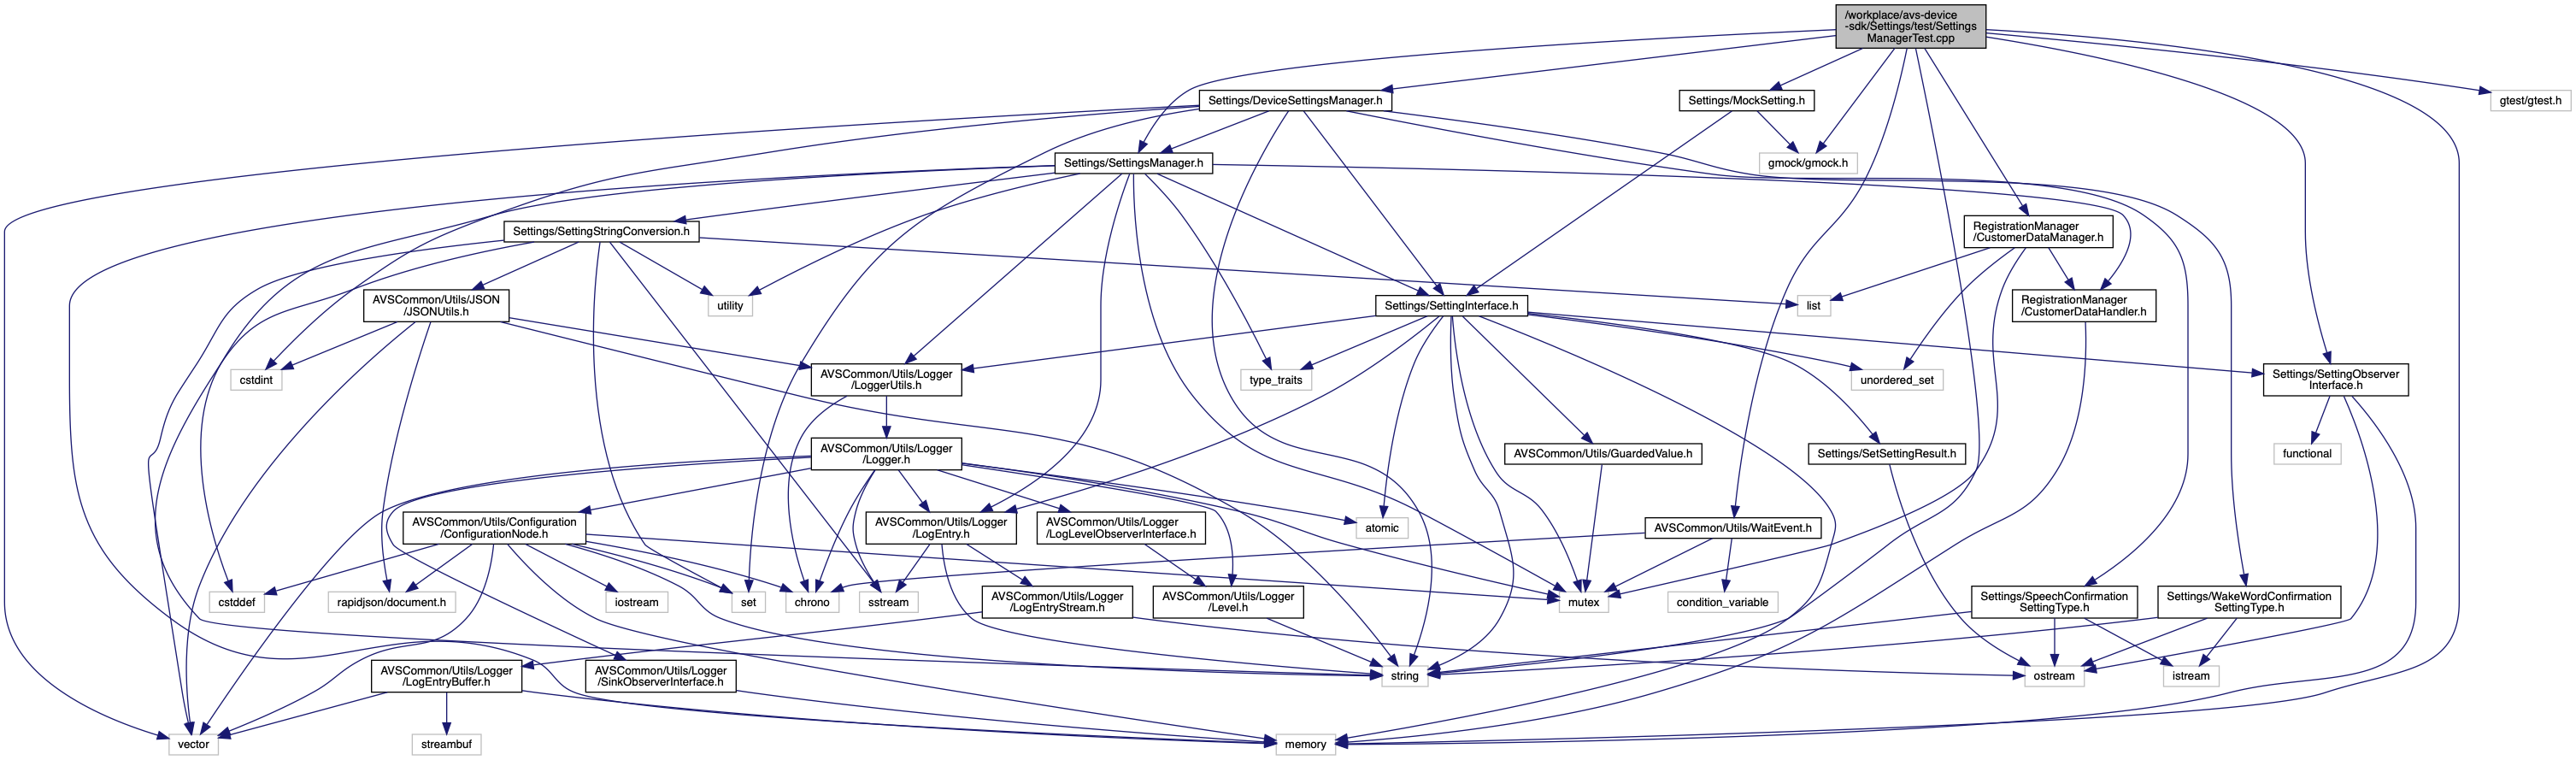 /workplace/avs-device
-sdk/Settings/test/Settings
ManagerTest.cpp
Settings/DeviceSettingsManager.h
Settings/MockSetting.h
gtest/gtest.h
Settings/SettingsManager.h
gmock/gmock.h
Settings/SettingStringConversion.h
RegistrationManager
/CustomerDataManager.h
AVSCommon/Utils/JSON
/JSONUtils.h
utility
Settings/SettingInterface.h
list
RegistrationManager
/CustomerDataHandler.h
cstdint
AVSCommon/Utils/Logger
/LoggerUtils.h
type_traits
unordered_set
Settings/SettingObserver
Interface.h
AVSCommon/Utils/Logger
/Logger.h
AVSCommon/Utils/GuardedValue.h
Settings/SetSettingResult.h
functional
AVSCommon/Utils/Configuration
/ConfigurationNode.h
AVSCommon/Utils/Logger
/LogEntry.h
AVSCommon/Utils/Logger
/LogLevelObserverInterface.h
atomic
AVSCommon/Utils/WaitEvent.h
cstddef
rapidjson/document.h
iostream
set
chrono
sstream
AVSCommon/Utils/Logger
/LogEntryStream.h
AVSCommon/Utils/Logger
/Level.h
mutex
condition_variable
Settings/SpeechConfirmation
SettingType.h
Settings/WakeWordConfirmation
SettingType.h
AVSCommon/Utils/Logger
/LogEntryBuffer.h
AVSCommon/Utils/Logger
/SinkObserverInterface.h
string
ostream
istream
vector
streambuf
memory